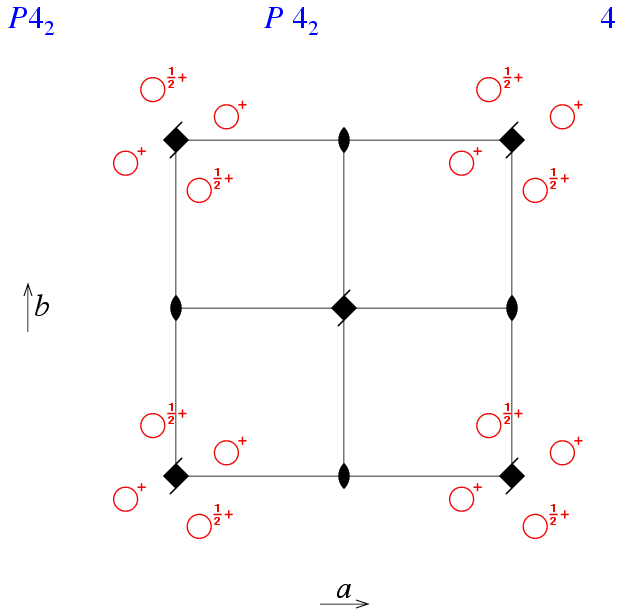 P4₂ P 4₂ 4
½+ ½+
+ +
+ +
½+ ½+
b
½+ ½+
+ +
+ +
½+ ½+
a